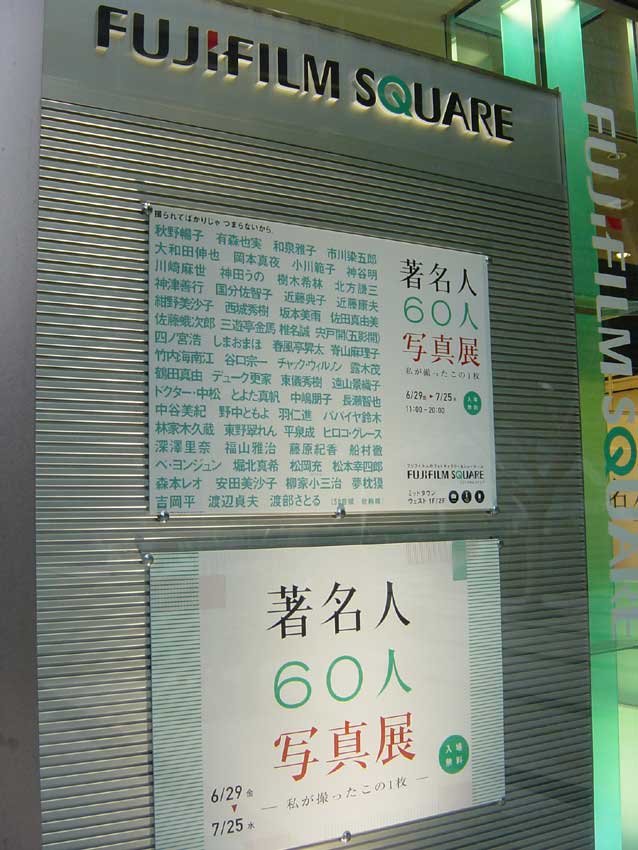 FUJIFILM SQUARE
撮られてばかりじゃ つまらないから。
秋野暢子 有森也実 和泉雅子 市川染五郎
大和田伸也 岡本真夜 小川範子 神谷明
川﨑麻世 神田うの 樹木希林 北方謙三
神津善行 国分佐智子 近藤典子 近藤康夫
紺野美沙子 西城秀樹 坂本美雨 佐田真由美
佐藤蛾次郎 三遊亭金馬 椎名誠 宍戸開(五影開)
四ノ宮浩 しまおまほ 春風亭昇太 脊山麻理子
竹内海南江 谷口宗一 チャック・ウィルソン 露木茂
鶴田真由 デューク更家 東儀秀樹 遠山景織子
ドクター・中松 とよた真帆 中嶋朋子 長瀬智也
中谷美紀 野中ともよ 羽仁進 パパイヤ鈴木
林家木久蔵 東野翠れん 平泉成 ヒロコ・グレース
深澤里奈 福山雅治 藤原紀香 船村徹
ペ・ヨンジュン 堀北真希 松岡充 松本幸四郎
森本レオ 安田美沙子 柳家小三治 夢枕獏
吉岡平 渡辺貞夫 渡部さとる
著名人
60人
写真展
私が撮ったこの1枚
6/29金 ▶ 7/25水
11:00-20:00
入場
無料
FUJIFILM SQUARE
ミッドタウン
ウェスト 1F/2F
著名人
60人
写真展
入場
無料
― 私が撮ったこの1枚 ―
6/29 金
▼
7/25 水
FUJIFILM SQUARE